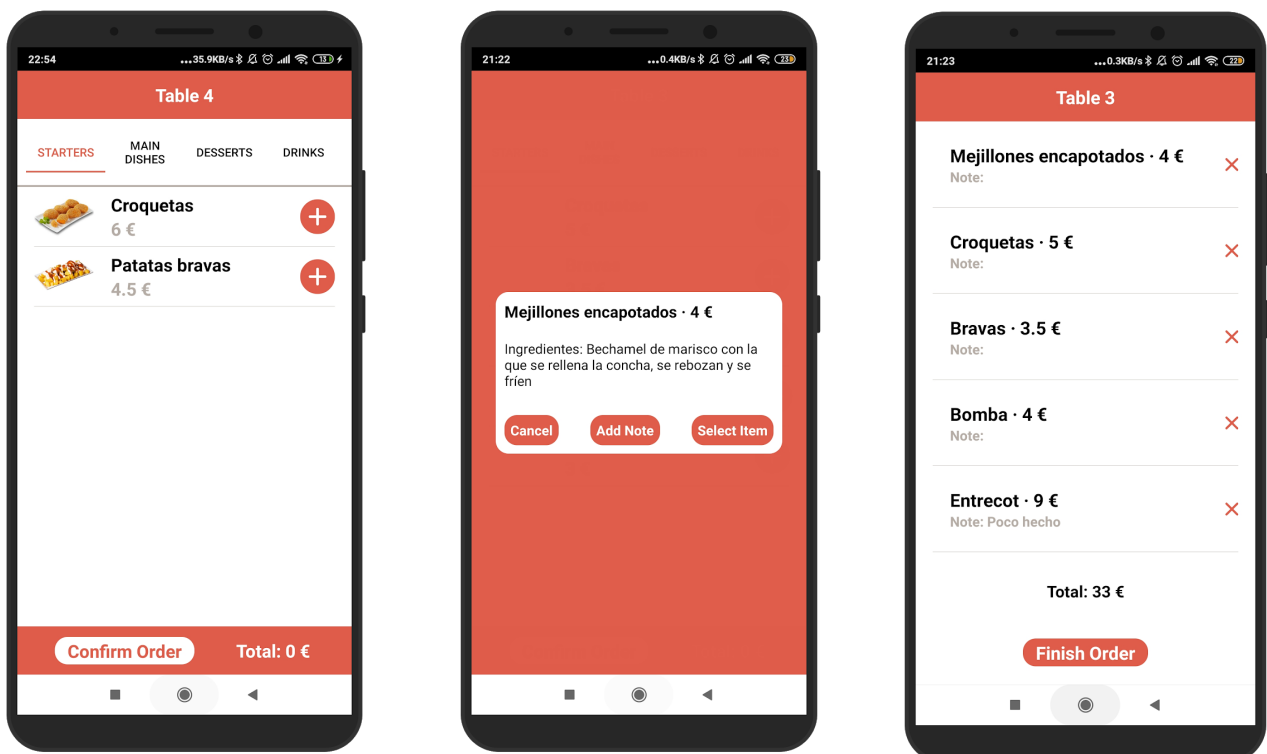 22:54
...35.9KB/s 13
Table 4
STARTERS
MAIN
DISHES
DESSERTS
DRINKS
Croquetas
6 €
Patatas bravas
4.5 €
Confirm Order
Total: 0 €
21:22
...0.4KB/s 23
Mejillones encapotados · 4 €
Ingredientes: Bechamel de marisco con la
que se rellena la concha, se rebozan y se
fríen
Cancel
Add Note
Select Item
21:23
...0.3KB/s 22
Table 3
Mejillones encapotados · 4 €
Note:
Croquetas · 5 €
Note:
Bravas · 3.5 €
Note:
Bomba · 4 €
Note:
Entrecot · 9 €
Note: Poco hecho
Total: 33 €
Finish Order